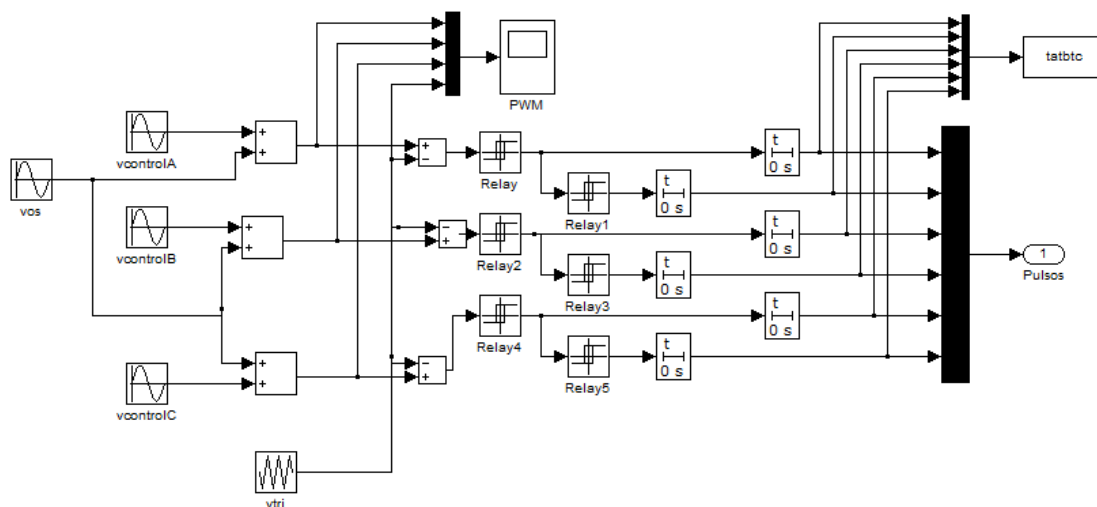 tatbtc
PWM
+
+
vcontrolA
+
−
Relay
t
0 s
vos
Relay1
t
0 s
+
+
vcontrolB
−
+
Relay2
t
0 s
1
Pulsos
Relay3
t
0 s
+
+
vcontrolC
−
+
Relay4
t
0 s
Relay5
t
0 s
vtri